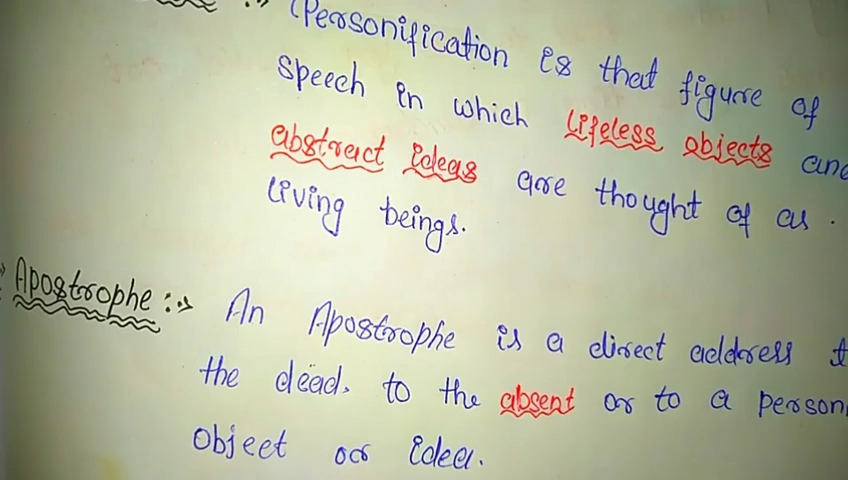 (Personification is that figure of
speech in which lifeless objects and
abstract ideas are thought of as
living beings.
Apostrophe :→ An Apostrophe is a direct address
the dead, to the absent or to a person
object or idea.